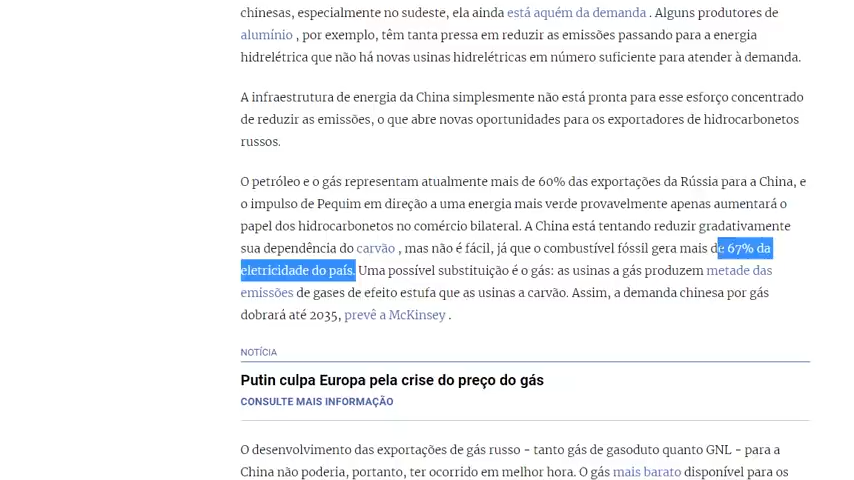 chinesas, especialmente no sudeste, ela ainda está aquém da demanda . Alguns produtores de
alumínio , por exemplo, têm tanta pressa em reduzir as emissões passando para a energia
hidrelétrica que não há novas usinas hidrelétricas em número suficiente para atender à demanda.
A infraestrutura de energia da China simplesmente não está pronta para esse esforço concentrado
de reduzir as emissões, o que abre novas oportunidades para os exportadores de hidrocarbonetos
russos.
O petróleo e o gás representam atualmente mais de 60% das exportações da Rússia para a China, e
o impulso de Pequim em direção a uma energia mais verde provavelmente apenas aumentará o
papel dos hidrocarbonetos no comércio bilateral. A China está tentando reduzir gradativamente
sua dependência do carvão , mas não é fácil, já que o combustível fóssil gera mais de 67% da
eletricidade do país. Uma possível substituição é o gás: as usinas a gás produzem metade das
emissões de gases de efeito estufa que as usinas a carvão. Assim, a demanda chinesa por gás
dobrará até 2035, prevê a McKinsey .
NOTÍCIA
Putin culpa Europa pela crise do preço do gás
CONSULTE MAIS INFORMAÇÃO
O desenvolvimento das exportações de gás russo - tanto gás de gasoduto quanto GNL - para a
China não poderia, portanto, ter ocorrido em melhor hora. O gás mais barato disponível para os